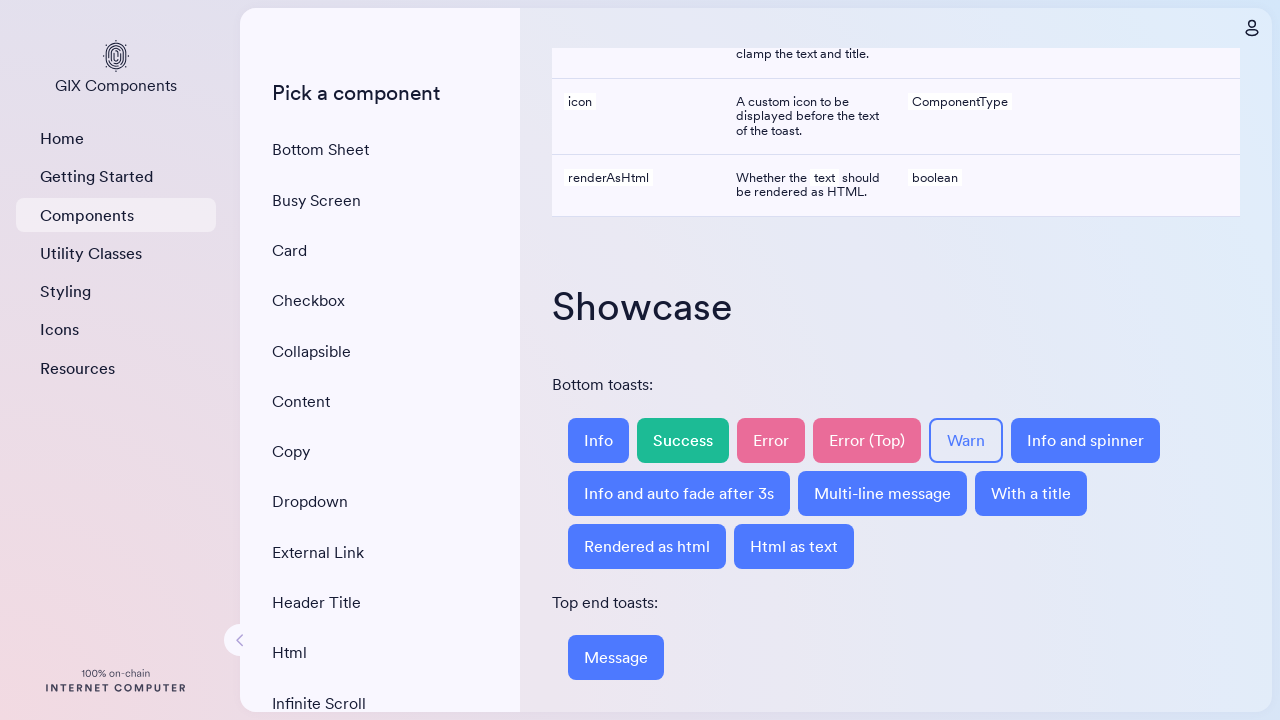 GIX Components
Home
Getting Started
Components
Utility Classes
Styling
Icons
Resources
100% on-chain
INTERNET COMPUTER
Pick a component
Bottom Sheet
Busy Screen
Card
Checkbox
Collapsible
Content
Copy
Dropdown
External Link
Header Title
Html
Infinite Scroll
clamp the text and title.
icon
A custom icon to be
displayed before the text
of the toast.
ComponentType
renderAsHtml
Whether the text should
be rendered as HTML.
boolean
Showcase
Bottom toasts:
Info
Success
Error
Error (Top)
Warn
Info and spinner
Info and auto fade after 3s
Multi-line message
With a title
Rendered as html
Html as text
Top end toasts:
Message